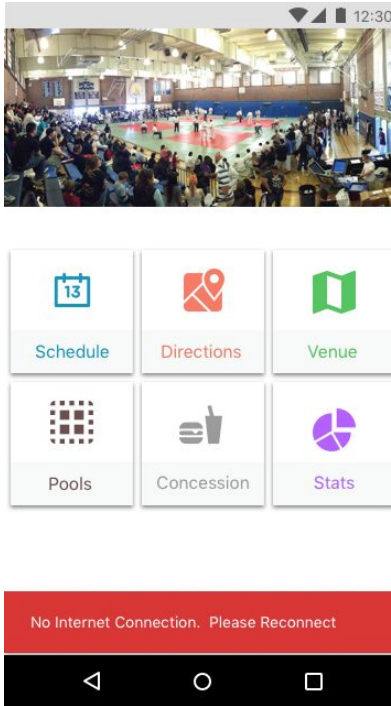 12:30
13
Schedule
Directions
Venue
Pools
Concession
Stats
No Internet Connection. Please Reconnect